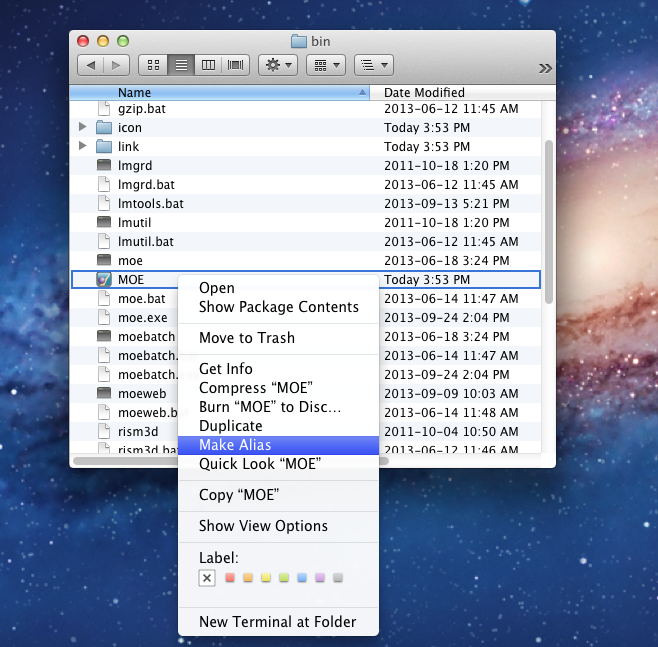 bin
Name Date Modified
gzip.bat 2013-06-12 11:45 AM
icon Today 3:53 PM
link Today 3:53 PM
lmgrd 2011-10-18 1:20 PM
lmgrd.bat 2013-06-12 11:45 AM
lmtools.bat 2013-09-13 5:21 PM
lmutil 2011-10-18 1:20 PM
lmutil.bat 2013-06-12 11:45 AM
moe 2013-06-18 3:24 PM
MOE Today 3:53 PM
moe.bat 2013-06-14 11:47 AM
moe.exe 2013-09-24 2:04 PM
moebatch 2013-06-18 3:24 PM
moebatch. 2013-06-14 11:47 AM
moebatch. 2013-09-24 2:04 PM
moeweb 2013-09-09 10:03 AM
moeweb.b 2013-06-14 11:48 AM
rism3d 2011-10-04 10:50 AM
rism3d.ba 2013-06-12 11:46 AM
Open
Show Package Contents
Move to Trash
Get Info
Compress “MOE”
Burn “MOE” to Disc…
Duplicate
Make Alias
Quick Look “MOE”
Copy “MOE”
Show View Options
Label:
New Terminal at Folder